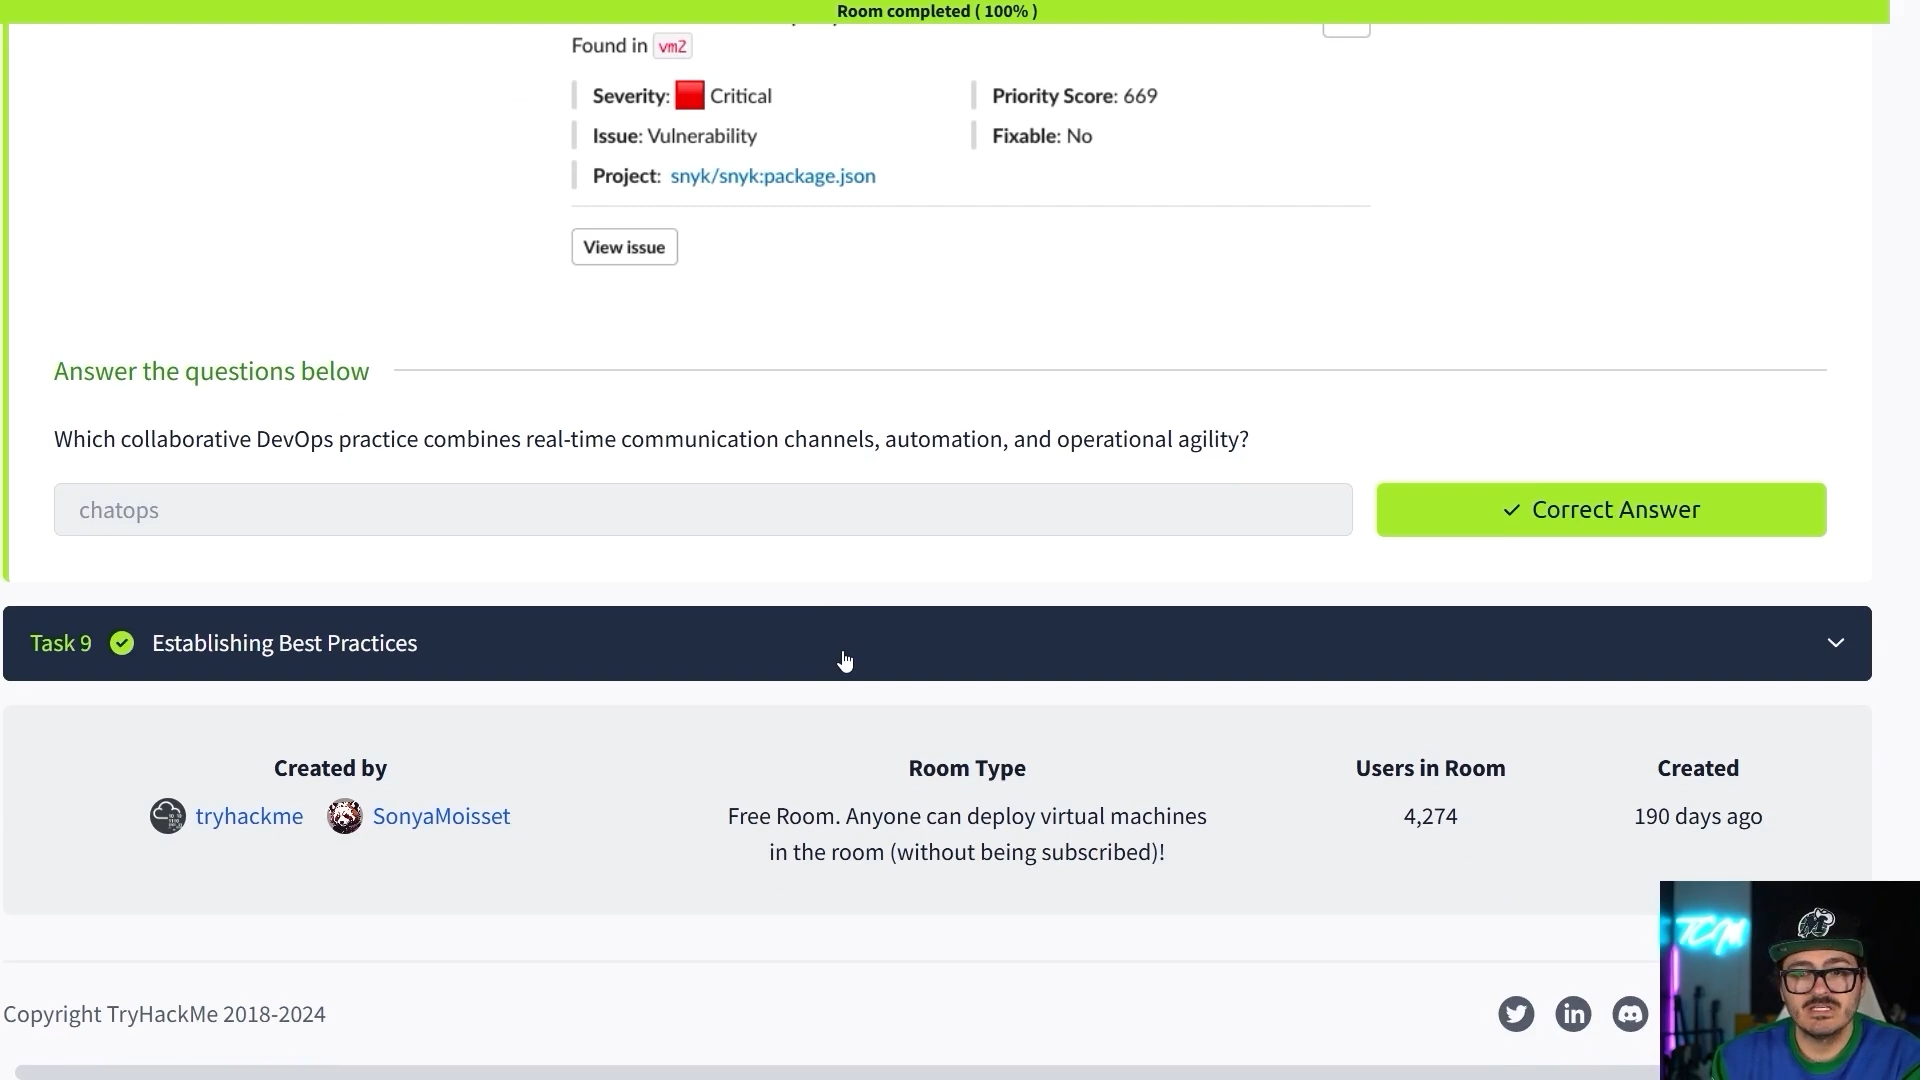 Room completed ( 100% )
Found in vm2
Severity: Critical
Priority Score: 669
Issue: Vulnerability
Fixable: No
Project: snyk/snyk:package.json
View issue
Answer the questions below
Which collaborative DevOps practice combines real-time communication channels, automation, and operational agility?
chatops
Correct Answer
Task 9 Establishing Best Practices
Created by
tryhackme SonyaMoisset
Room Type
Free Room. Anyone can deploy virtual machines
in the room (without being subscribed)!
Users in Room
4,274
Created
190 days ago
Copyright TryHackMe 2018-2024
TCM